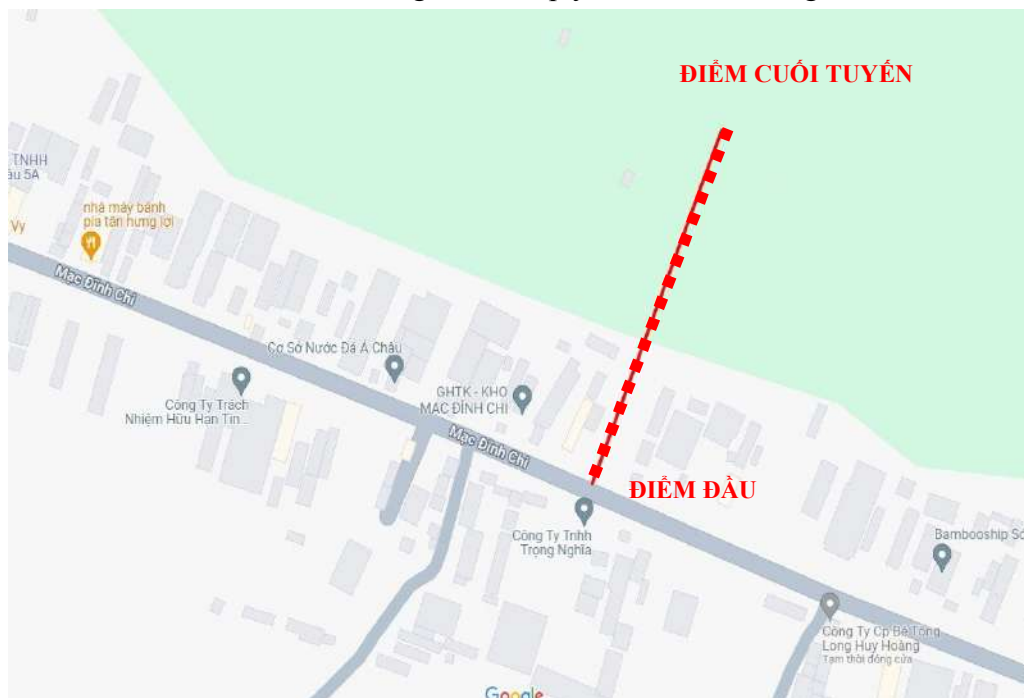 ĐIỂM CUỐI TUYẾN
TNHH
5A
nhà máy bánh
pía tân hưng lợi
Vy
Mạc Đĩnh Chi
Cơ Sở Nước Đá Á Châu
GHTK - KHO
MẠC ĐĨNH CHI
Công Ty Trách
Nhiệm Hữu Hạn Tin...
Mạc Đĩnh Chi
ĐIỂM ĐẦU
Công Ty Tnhh
Trọng Nghĩa
Bambooship Só
Công Ty Cp Bê Tông
Long Huy Hoàng
Tạm thời đóng cửa
Google